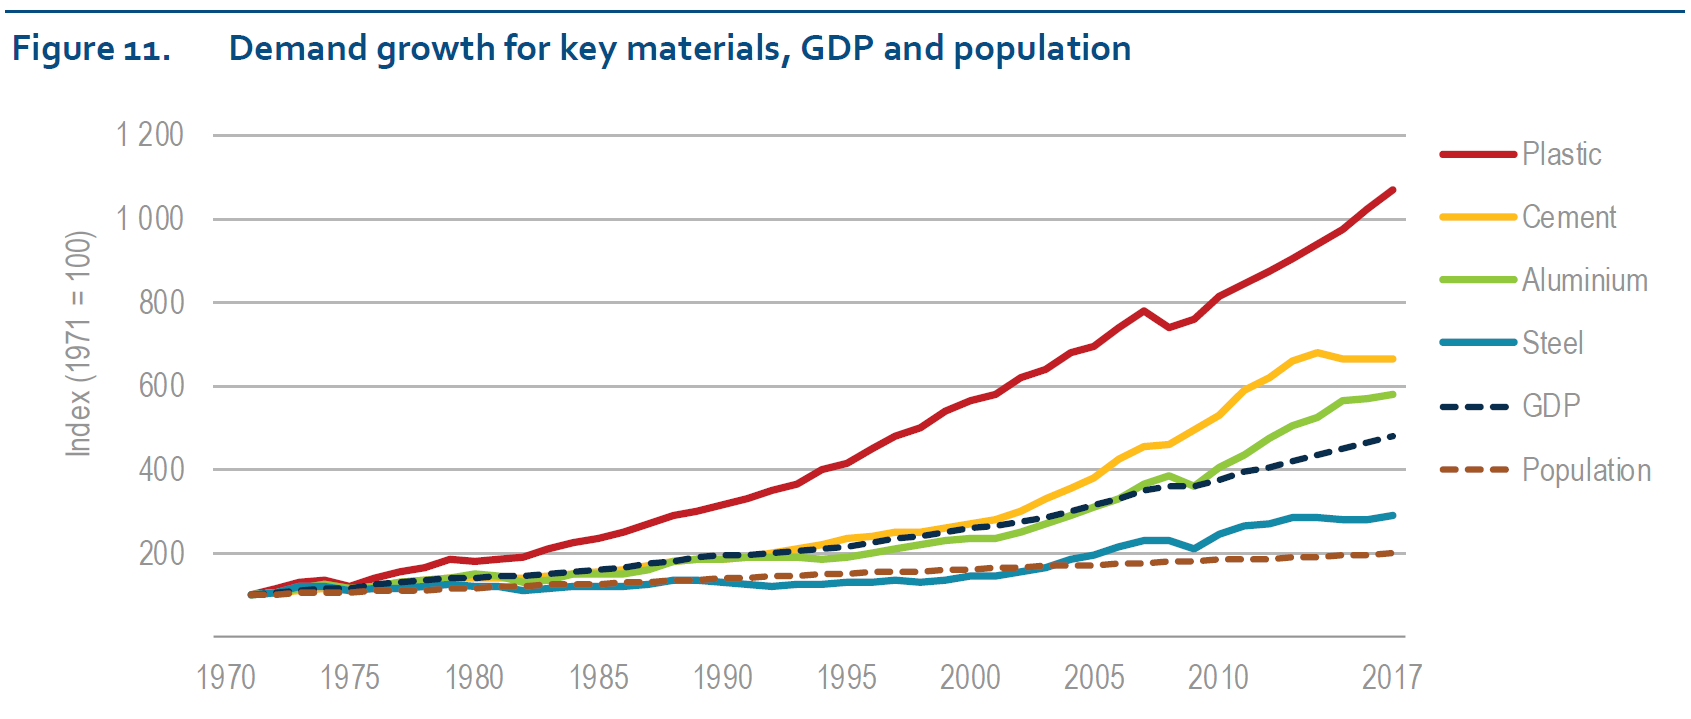 Figure 11. Demand growth for key materials, GDP and population
1 200
1 000
800
600
400
200
Index (1971 = 100)
1970 1975 1980 1985 1990 1995 2000 2005 2010 2017
Plastic
Cement
Aluminium
Steel
GDP
Population